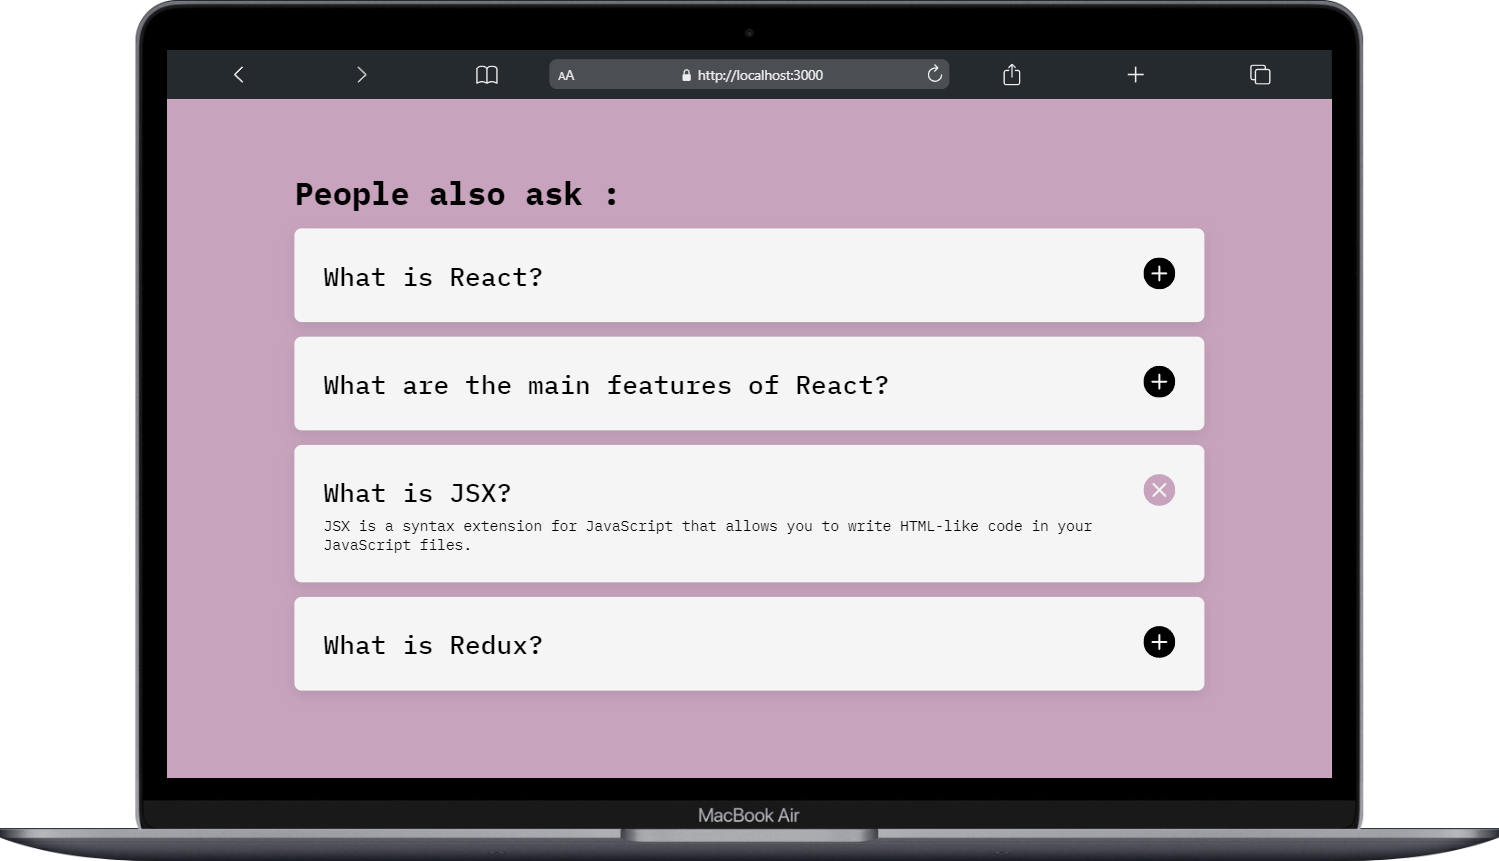 AA
http://localhost:3000
People also ask :
What is React?
What are the main features of React?
What is JSX?
JSX is a syntax extension for JavaScript that allows you to write HTML-like code in your
JavaScript files.
What is Redux?
MacBook Air